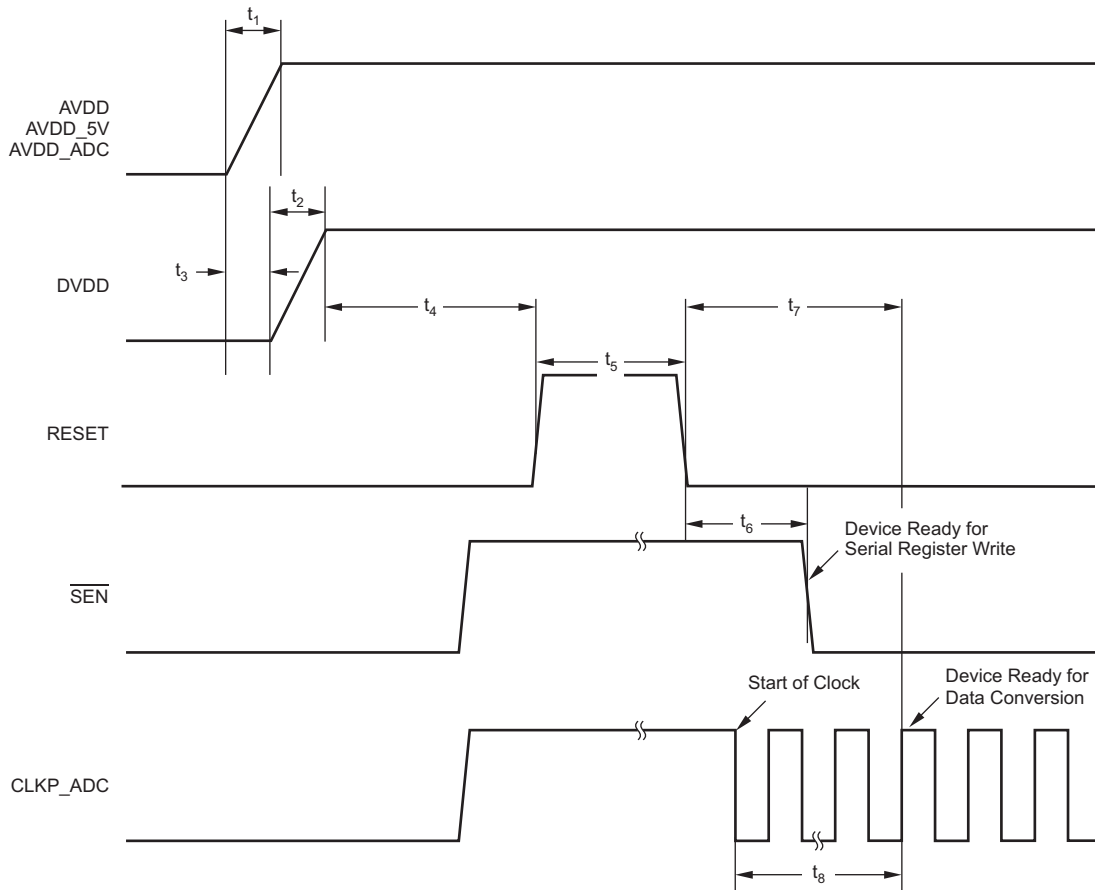 t1
AVDD
AVDD_5V
AVDD_ADC
t2
t3
DVDD
t4
t7
t5
RESET
t6
Device Ready for
Serial Register Write
SEN
Start of Clock
Device Ready for
Data Conversion
CLKP_ADC
t8